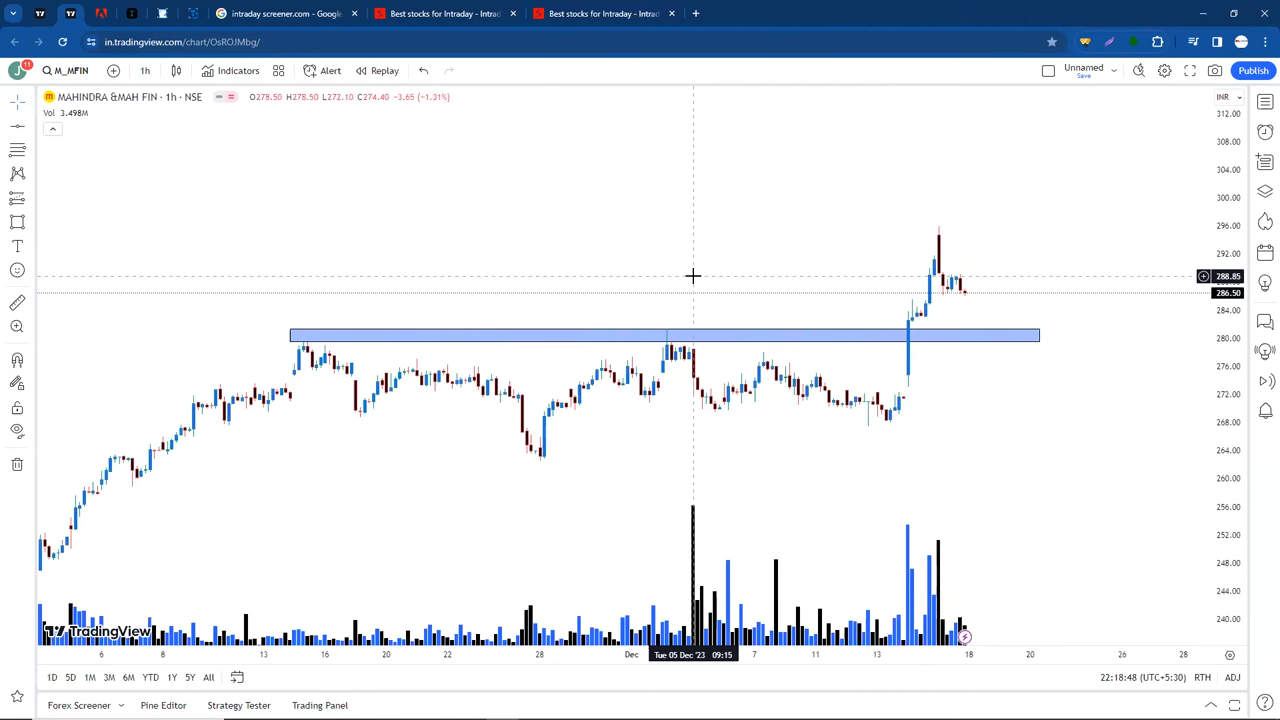 intraday screener.com - Google
Best stocks for Intraday - Intrad
Best stocks for Intraday - Intrad
in.tradingview.com/chart/OsROJMbg/
11
M_MFIN
1h
Indicators
Alert
Replay
Unnamed
Save
Publish
MAHINDRA &MAH FIN · 1h · NSE
O278.50 H278.50 L272.10 C274.40 −3.65 (−1.31%)
INR
Vol 3.498M
312.00
308.00
304.00
300.00
296.00
292.00
288.85
286.50
284.00
280.00
276.00
272.00
268.00
264.00
260.00
256.00
252.00
248.00
244.00
240.00
TradingView
6
8
13
16
20
22
28
Dec
Tue 05 Dec '23 09:15
7
11
13
18
20
22
26
28
1D 5D 1M 3M 6M YTD 1Y 5Y All
22:18:48 (UTC+5:30) RTH ADJ
Forex Screener
Pine Editor
Strategy Tester
Trading Panel